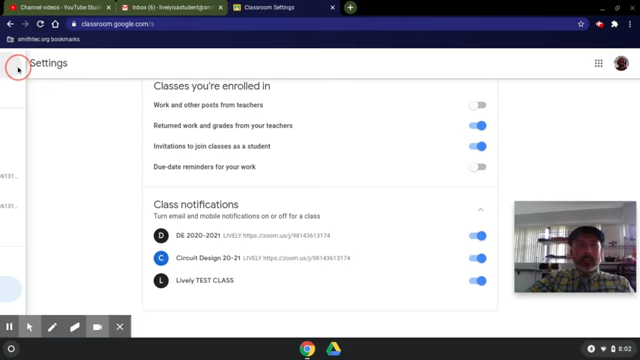 Channel videos - YouTube Stud
Inbox (6) - livelyisastudent@smit
Classroom Settings
classroom.google.com/s
smithtec.org bookmarks
Settings
Classes you're enrolled in
Work and other posts from teachers
Returned work and grades from your teachers
Invitations to join classes as a student
Due-date reminders for your work
6131...
6131...
Class notifications
Turn email and mobile notifications on or off for a class
D DE 2020-2021 LIVELY https://zoom.us/j/98143613174
C Circuit Design 20-21 LIVELY https://zoom.us/j/98143613174
L Lively TEST CLASS
8:02